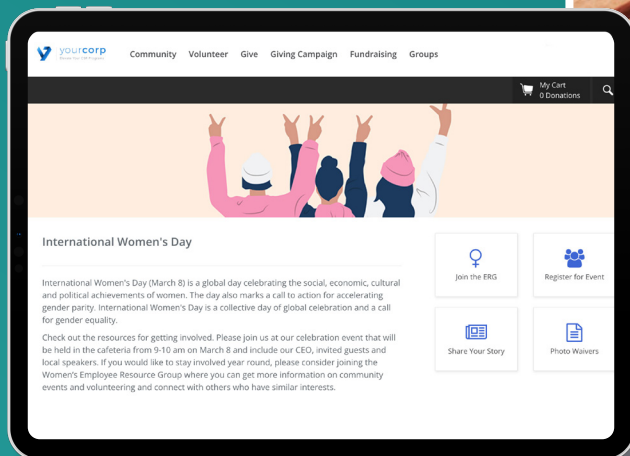 yourcorp
Community Volunteer Give Giving Campaign Fundraising Groups
My Cart
0 Donations
International Women's Day
International Women's Day (March 8) is a global day celebrating the social, economic, cultural
and political achievements of women. The day also marks a call to action for accelerating
gender parity. International Women's Day is a collective day of global celebration and a call
for gender equality.
Check out the resources for getting involved. Please join us at our celebration event that will
be held in the cafeteria from 9-10 am on March 8 and include our CEO, invited guests and
local speakers. If you would like to stay involved year round, please consider joining the
Women's Employee Resource Group where you can get more information on community
events and volunteering and connect with others who have similar interests.
Join the ERG
Register for Event
Share Your Story
Photo Waivers